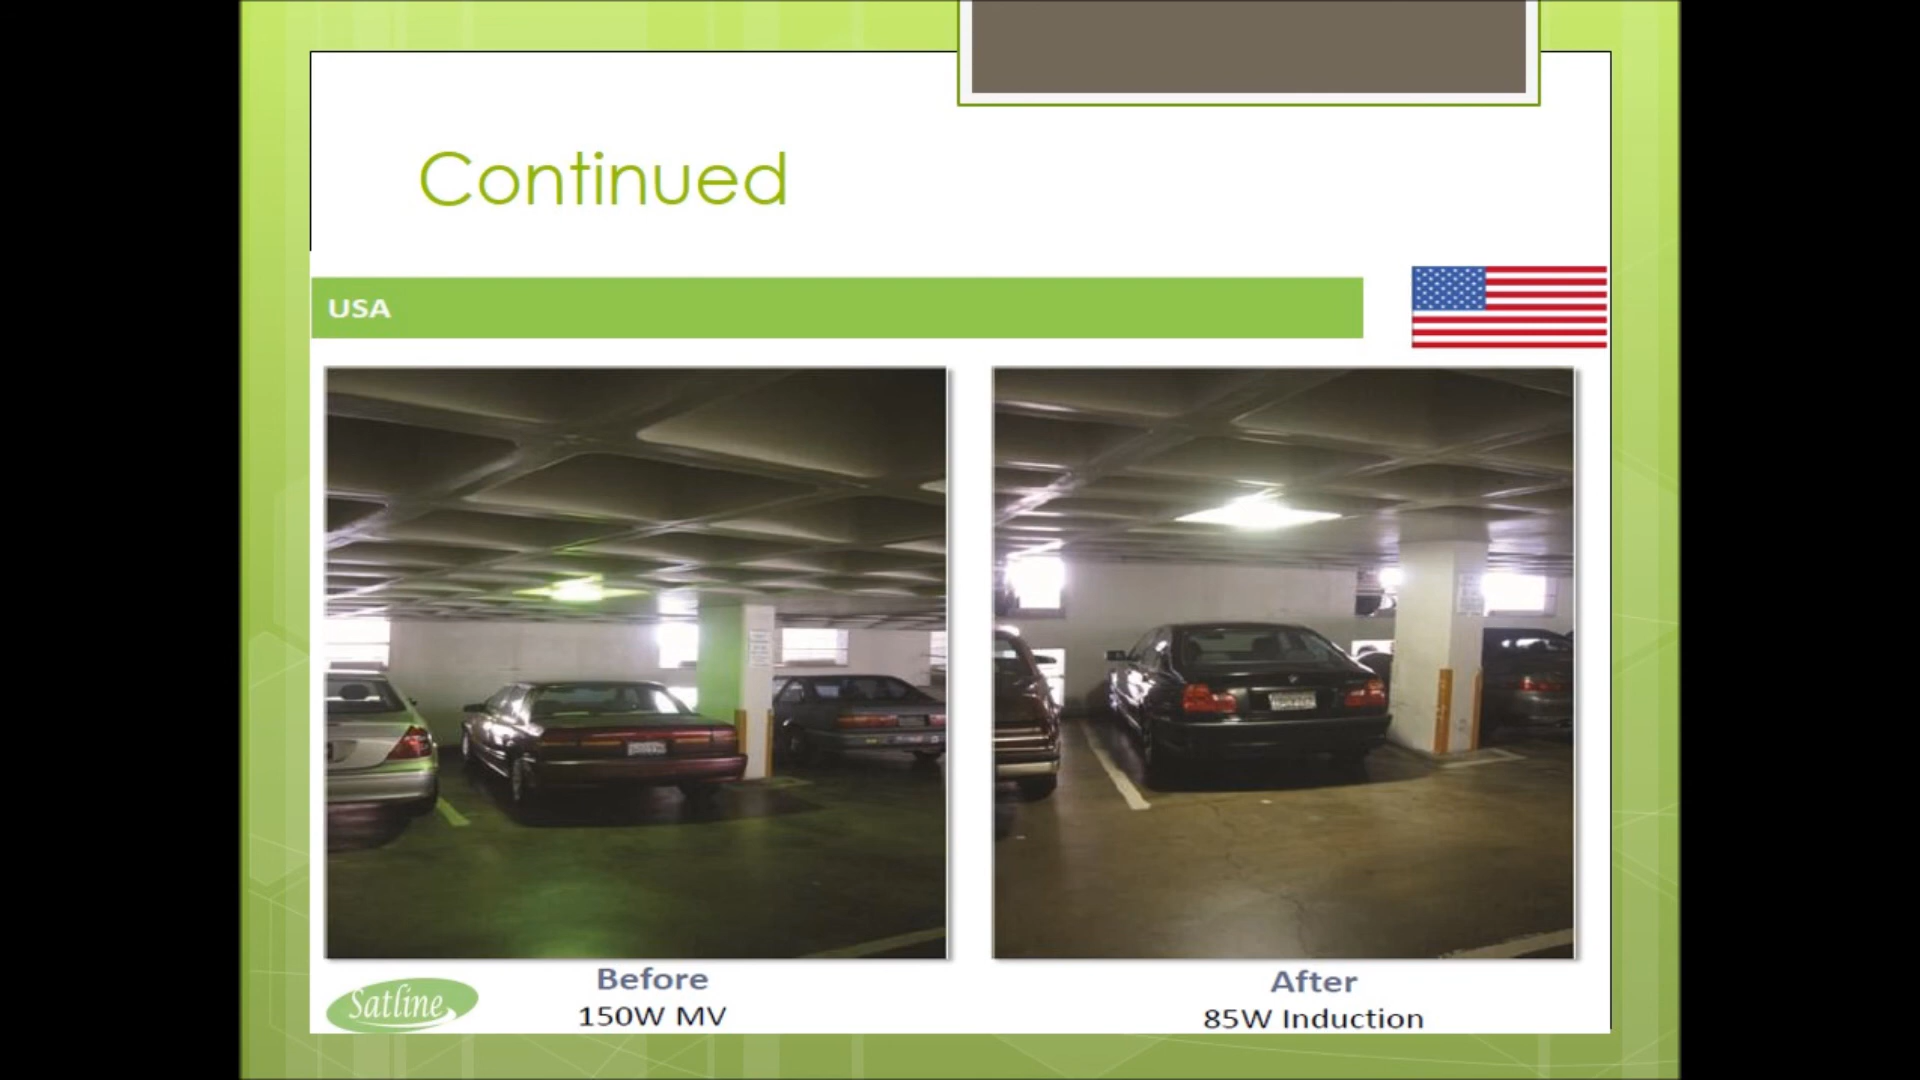 Continued
USA
Before
150W MV
After
85W Induction
Satline